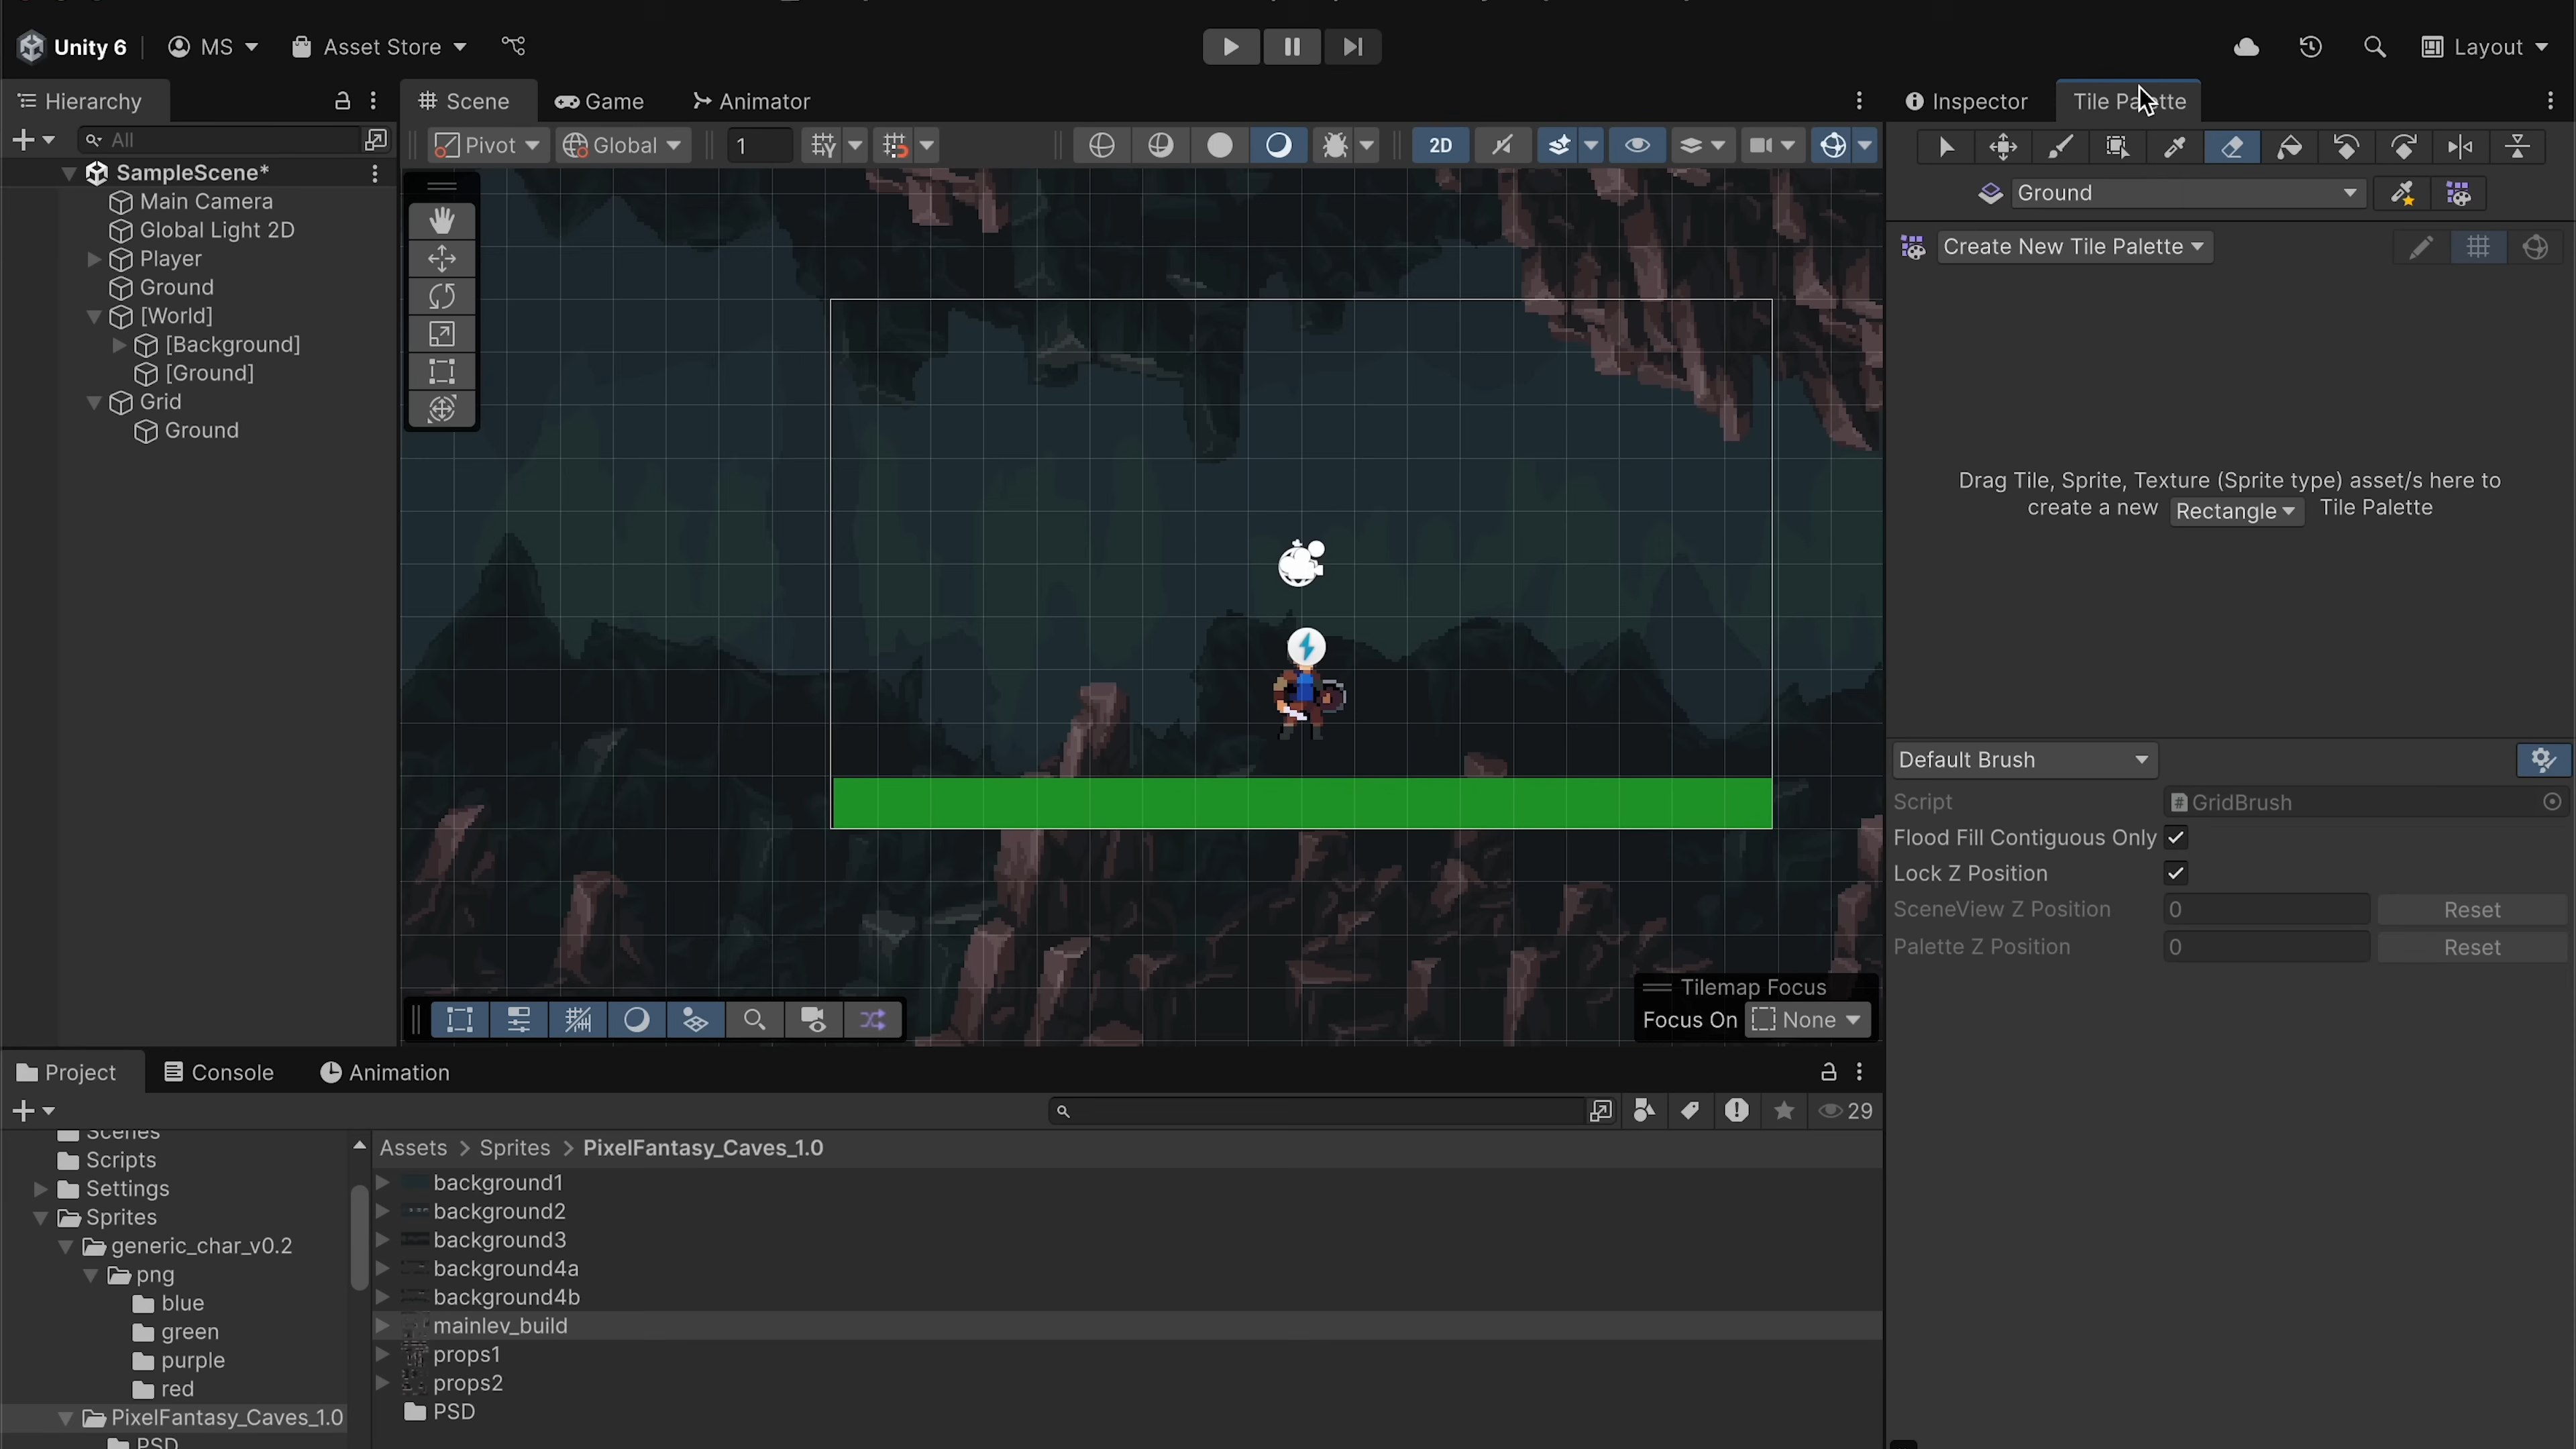 Unity 6
MS
Asset Store
Layout
Hierarchy
All
SampleScene*
Main Camera
Global Light 2D
Player
Ground
[World]
[Background]
[Ground]
Grid
Ground
Scene
Game
Animator
Pivot
Global
1
2D
Tilemap Focus
Focus On
None
Inspector
Tile Palette
Ground
Create New Tile Palette
Drag Tile, Sprite, Texture (Sprite type) asset/s here to
create a new Rectangle Tile Palette
Default Brush
Script
GridBrush
Flood Fill Contiguous Only
Lock Z Position
SceneView Z Position
0
Reset
Palette Z Position
0
Reset
Project
Console
Animation
29
Scenes
Scripts
Settings
Sprites
generic_char_v0.2
png
blue
green
purple
red
PixelFantasy_Caves_1.0
PSD
Assets > Sprites > PixelFantasy_Caves_1.0
background1
background2
background3
background4a
background4b
mainlev_build
props1
props2
PSD